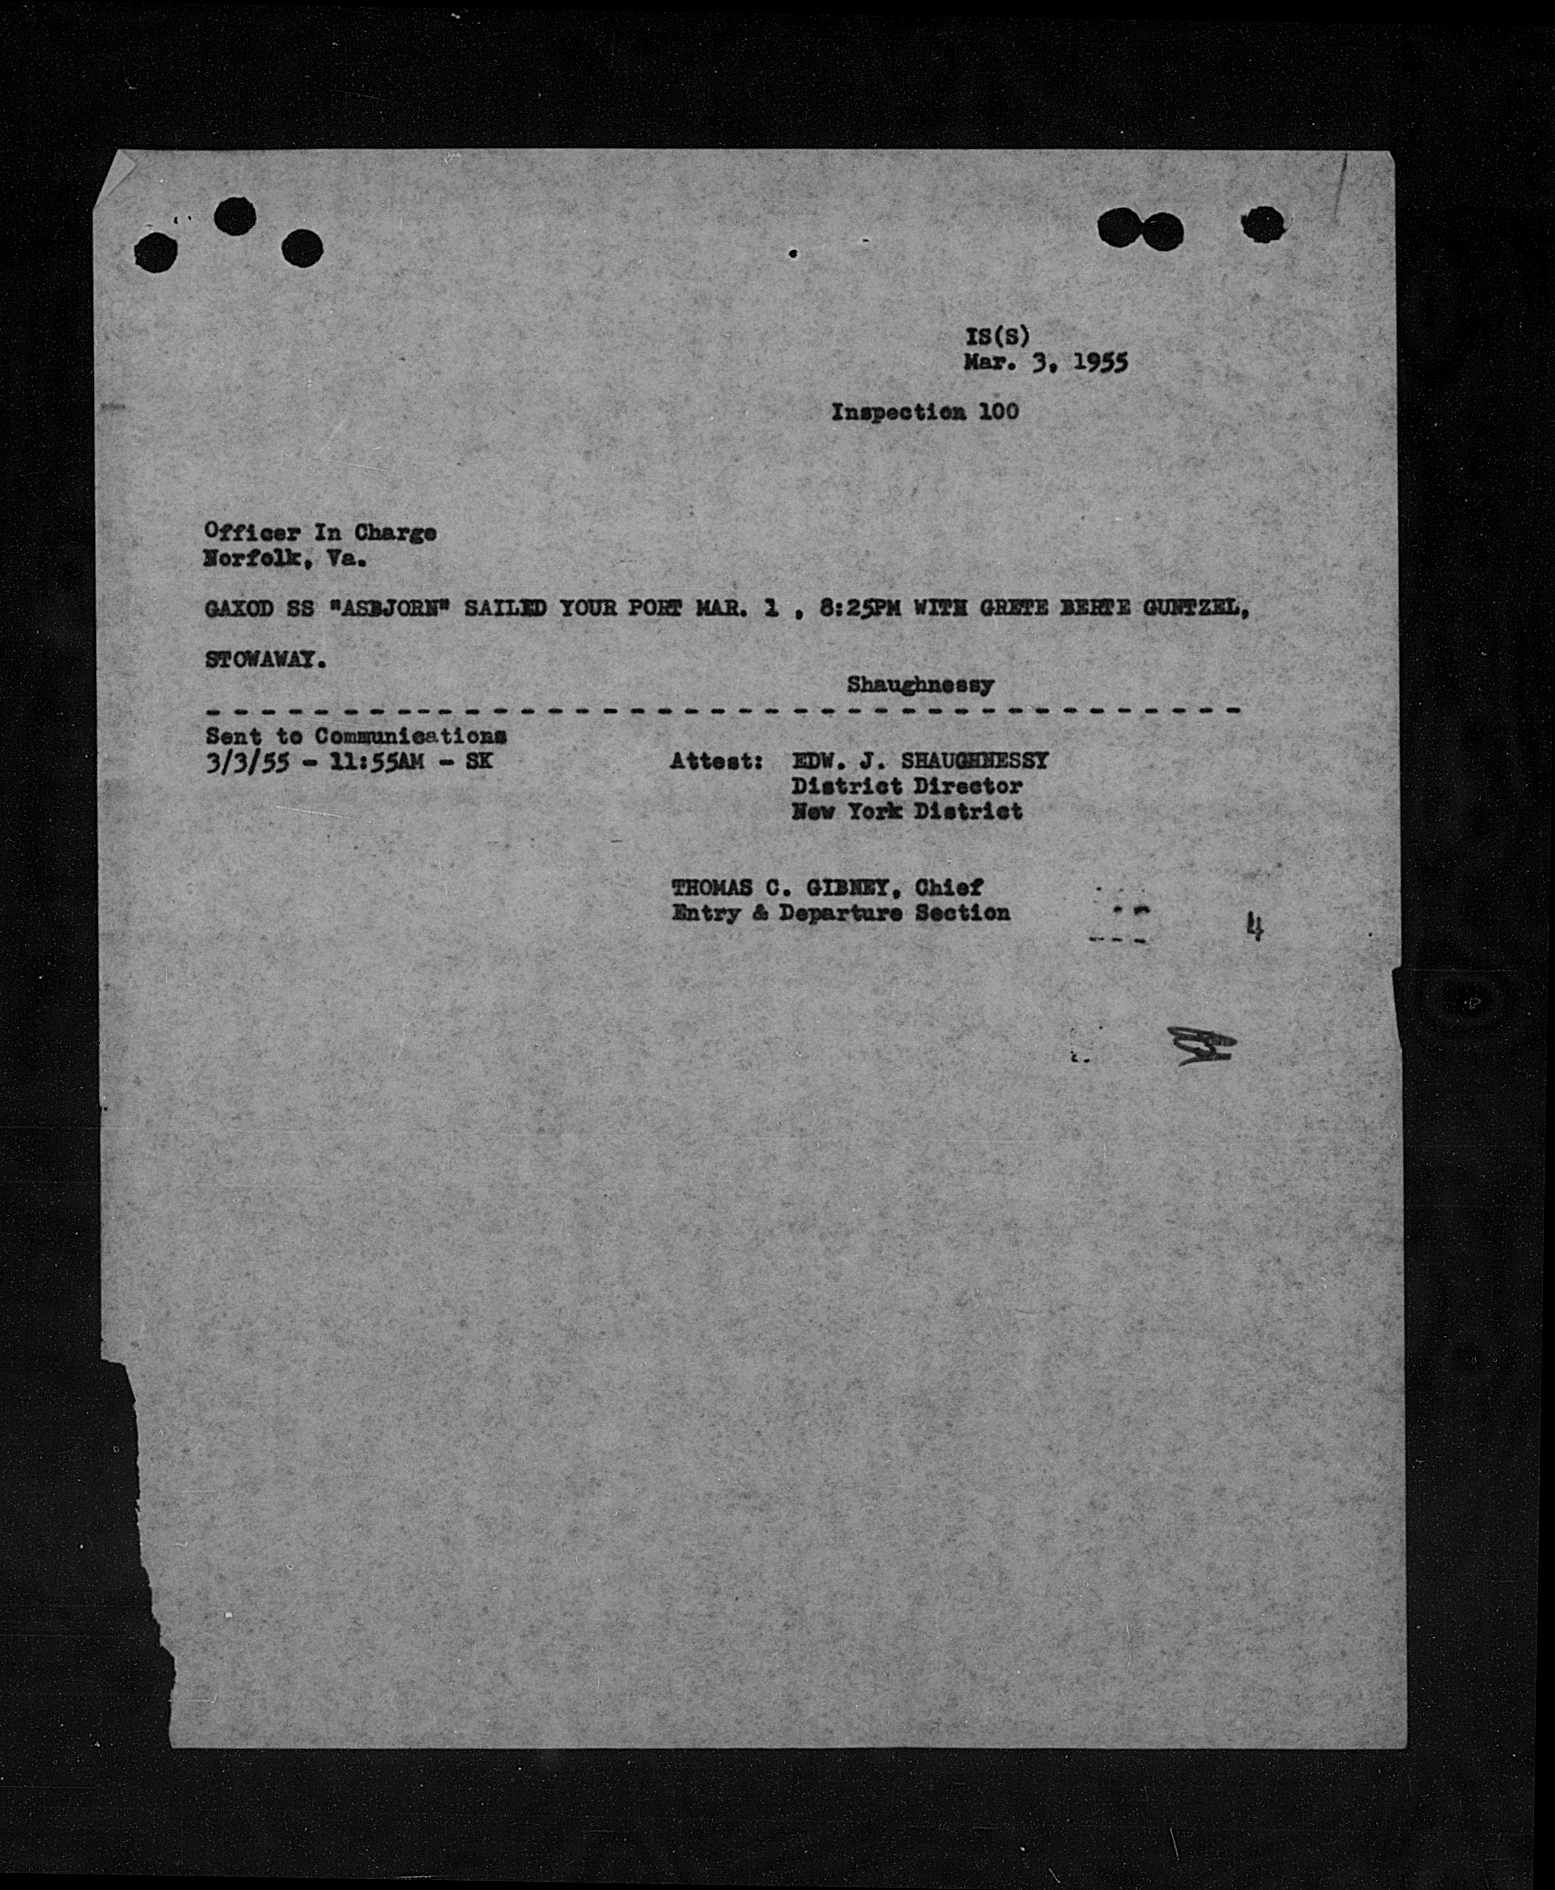 IS(S)
Mar. 3, 1955
Inspection 100
Officer In Charge
Norfolk, Va.
GAXOD SS "ASBJORN" SAILED YOUR PORT MAR. 1 , 8:25PM WITH GRETE BERTE GUNTZEL,
STOWAWAY.
Shaughnessy
- - - - - - - - - - - - - - - - - - - - - - - - - - - - - - - - - - - - - - -
Sent to Communications
3/3/55 - 11:55AM - SK
Attest: EDW. J. SHAUGHNESSY
District Director
New York District
THOMAS C. GIBNEY, Chief
Entry & Departure Section
4